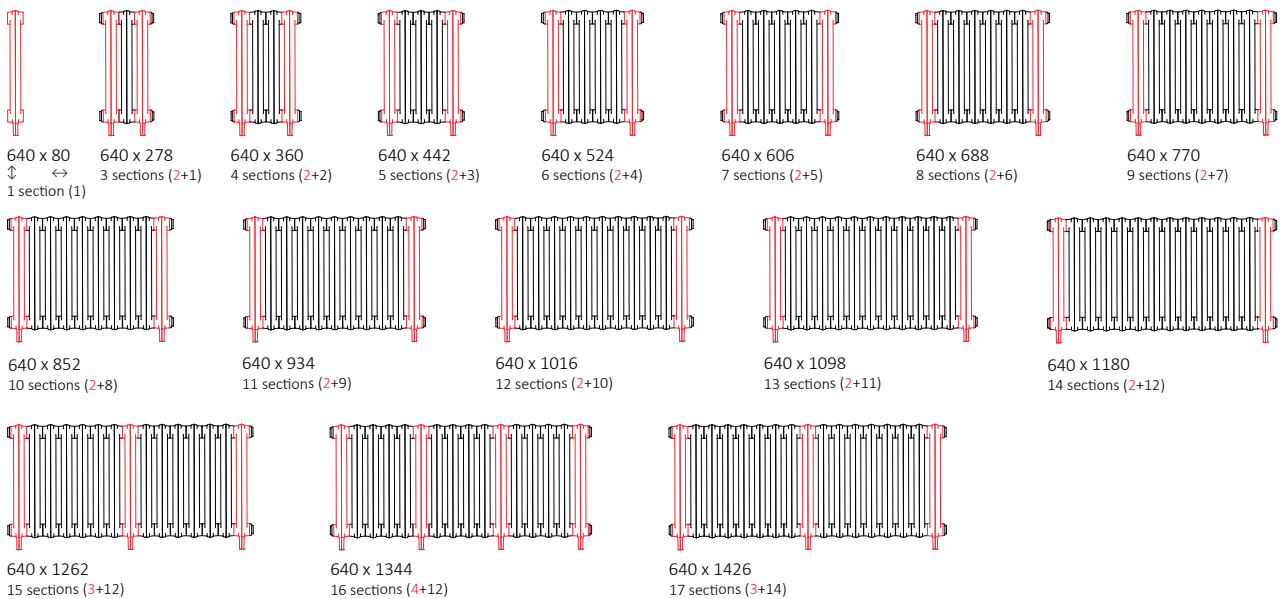 640 x 80
↕ ↔
1 section (1)
640 x 278
3 sections (2+1)
640 x 360
4 sections (2+2)
640 x 442
5 sections (2+3)
640 x 524
6 sections (2+4)
640 x 606
7 sections (2+5)
640 x 688
8 sections (2+6)
640 x 770
9 sections (2+7)
640 x 852
10 sections (2+8)
640 x 934
11 sections (2+9)
640 x 1016
12 sections (2+10)
640 x 1098
13 sections (2+11)
640 x 1180
14 sections (2+12)
640 x 1262
15 sections (3+12)
640 x 1344
16 sections (4+12)
640 x 1426
17 sections (3+14)